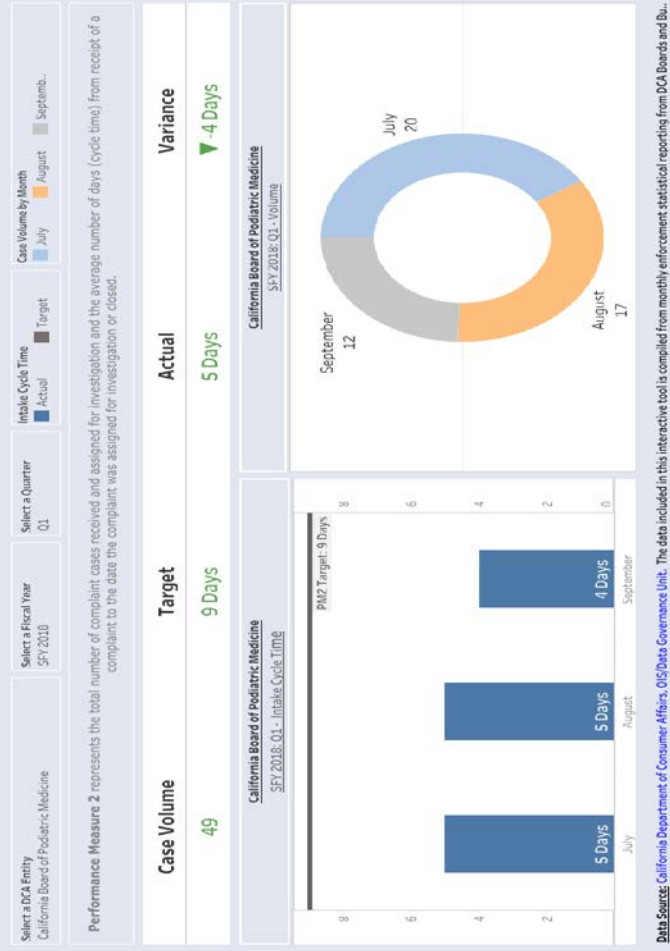 Select a DCA Entity
California Board of Podiatric Medicine
Select a Fiscal Year
SFY 2018
Select a Quarter
Q1
Intake Cycle Time
Actual
Target
Case Volume by Month
July
August
Septemb..
Performance Measure 2 represents the total number of complaint cases received and assigned for investigation and the average number of days (cycle time) from receipt of a
complaint to the date the complaint was assigned for investigation or closed.
Case Volume
Target
Actual
Variance
49
9 Days
5 Days
▼ -4 Days
California Board of Podiatric Medicine
SFY 2018: Q1 - Intake Cycle Time
PM2 Target: 9 Days
8
8
6
6
4
4
2
2
0
5 Days
5 Days
4 Days
July
August
September
California Board of Podiatric Medicine
SFY 2018: Q1 - Volume
September
12
July
20
August
17
Data Source: California Department of Consumer Affairs, OIS/Data Governance Unit. The data included in this interactive tool is compiled from monthly enforcement statistical reporting from DCA Boards and Bu..